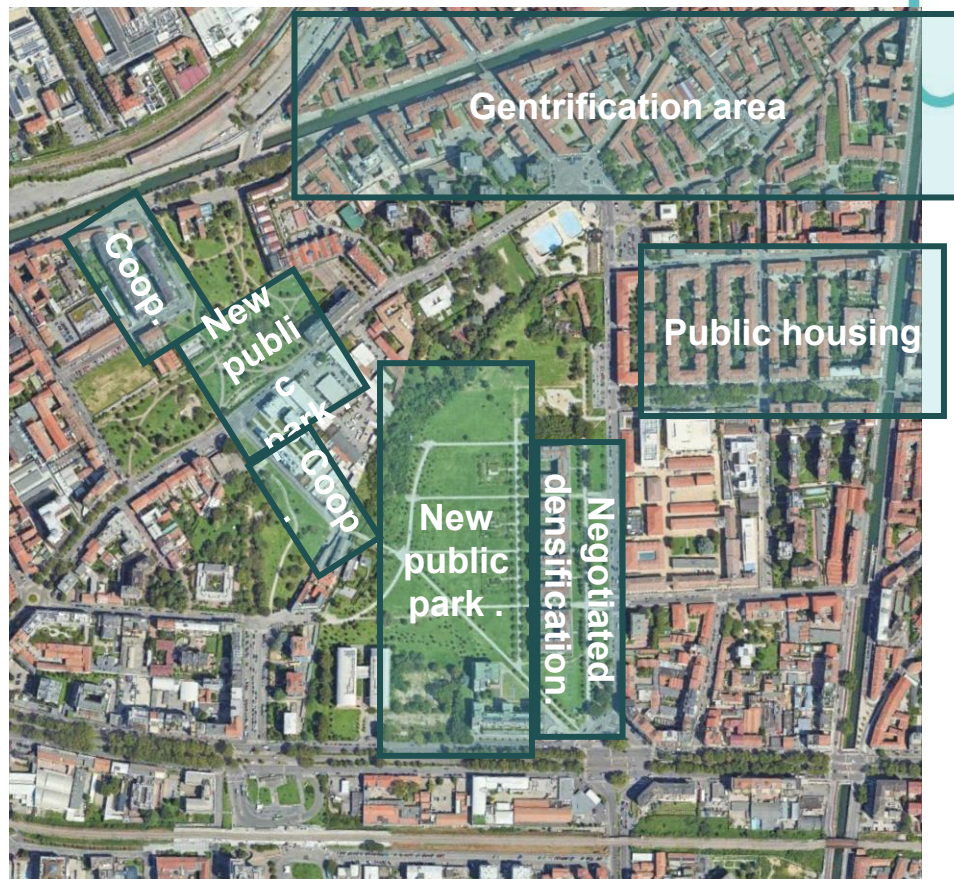 Gentrification area
Coop.
New
publi
c
park .
Public housing
Coop
.
New
public
park .
Negotiated
densification
.